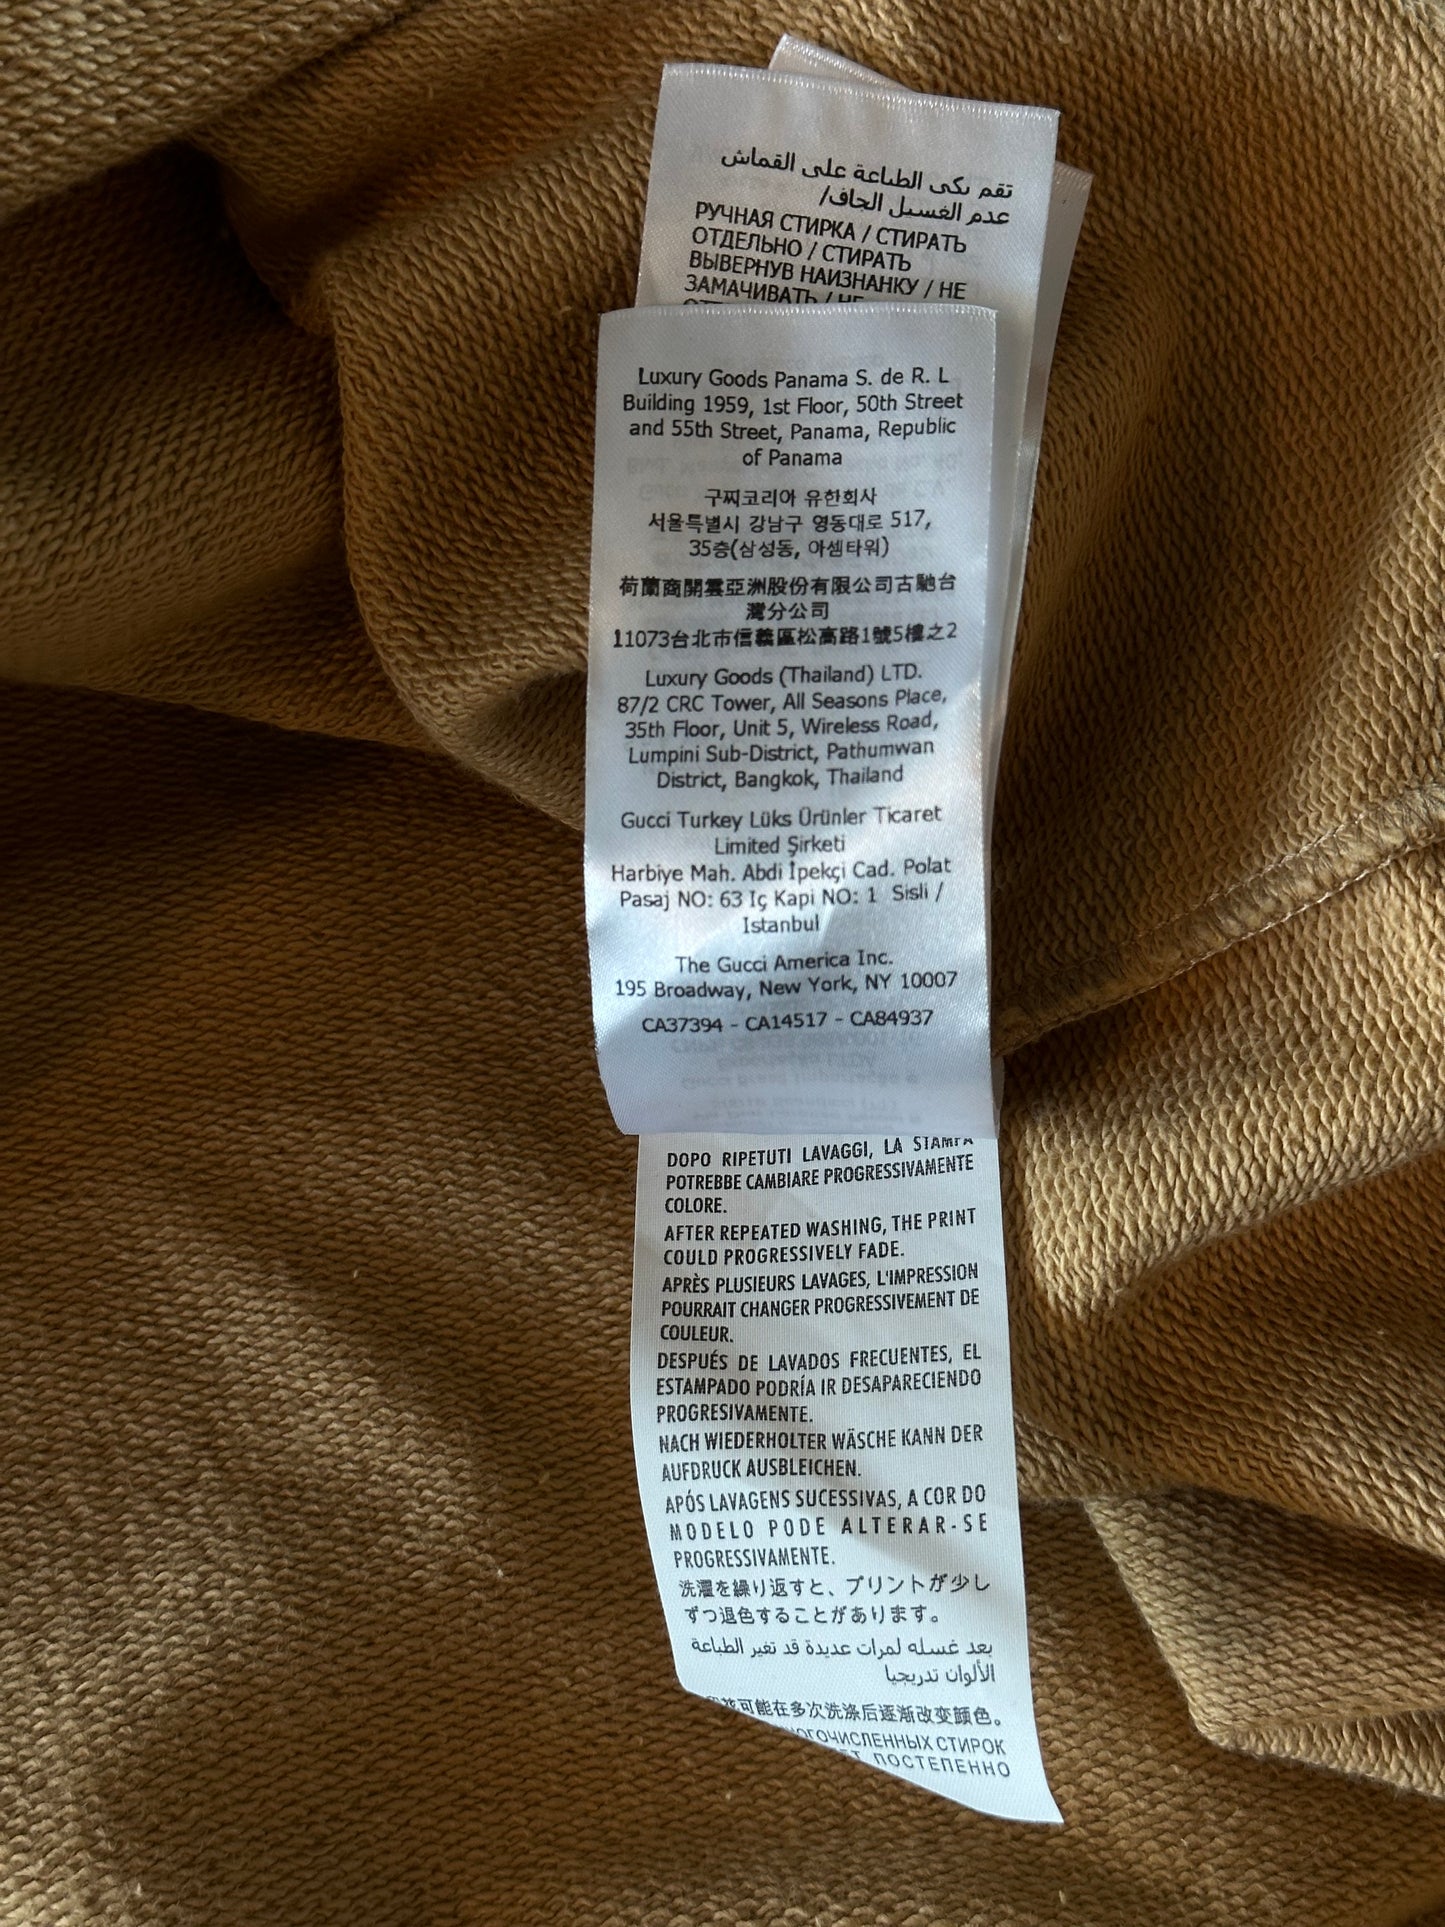 تقم بكى الطباعة على القماش
عدم الغسيل الجاف/
РУЧНАЯ СТИРКА / СТИРАТЬ
ОТДЕЛЬНО / СТИРАТЬ
ВЫВЕРНУВ НАИЗНАНКУ / НЕ
ЗАМАЧИВАТЬ / НЕ
Luxury Goods Panama S. de R. L
Building 1959, 1st Floor, 50th Street
and 55th Street, Panama, Republic
of Panama
구찌코리아 유한회사
서울특별시 강남구 영동대로 517,
35층(삼성동, 아셈타워)
荷蘭商開雲亞洲股份有限公司古馳台
灣分公司
11073台北市信義區松高路1號5樓之2
Luxury Goods (Thailand) LTD.
87/2 CRC Tower, All Seasons Place,
35th Floor, Unit 5, Wireless Road,
Lumpini Sub-District, Pathumwan
District, Bangkok, Thailand
Gucci Turkey Lüks Ürünler Ticaret
Limited Şirketi
Harbiye Mah. Abdi İpekçi Cad. Polat
Pasaj NO: 63 Iç Kapi NO: 1 Sisli /
Istanbul
The Gucci America Inc.
195 Broadway, New York, NY 10007
CA37394 - CA14517 - CA84937
DOPO RIPETUTI LAVAGGI, LA STAMPA
POTREBBE CAMBIARE PROGRESSIVAMENTE
COLORE.
AFTER REPEATED WASHING, THE PRINT
COULD PROGRESSIVELY FADE.
APRÈS PLUSIEURS LAVAGES, L'IMPRESSION
POURRAIT CHANGER PROGRESSIVEMENT DE
COULEUR.
DESPUÉS DE LAVADOS FRECUENTES, EL
ESTAMPADO PODRÍA IR DESAPARECIENDO
PROGRESIVAMENTE.
NACH WIEDERHOLTER WÄSCHE KANN DER
AUFDRUCK AUSBLEICHEN.
APÓS LAVAGENS SUCESSIVAS, A COR DO
MODELO PODE ALTERAR-SE
PROGRESSIVAMENTE.
洗濯を繰り返すと、プリントが少し
ずつ退色することがあります。
بعد غسله لمرات عديدة قد تغير الطباعة
الألوان تدريجيا
花可能在多次洗涤后逐渐改变颜色。
СТИРОК
ПОСТЕПЕННО